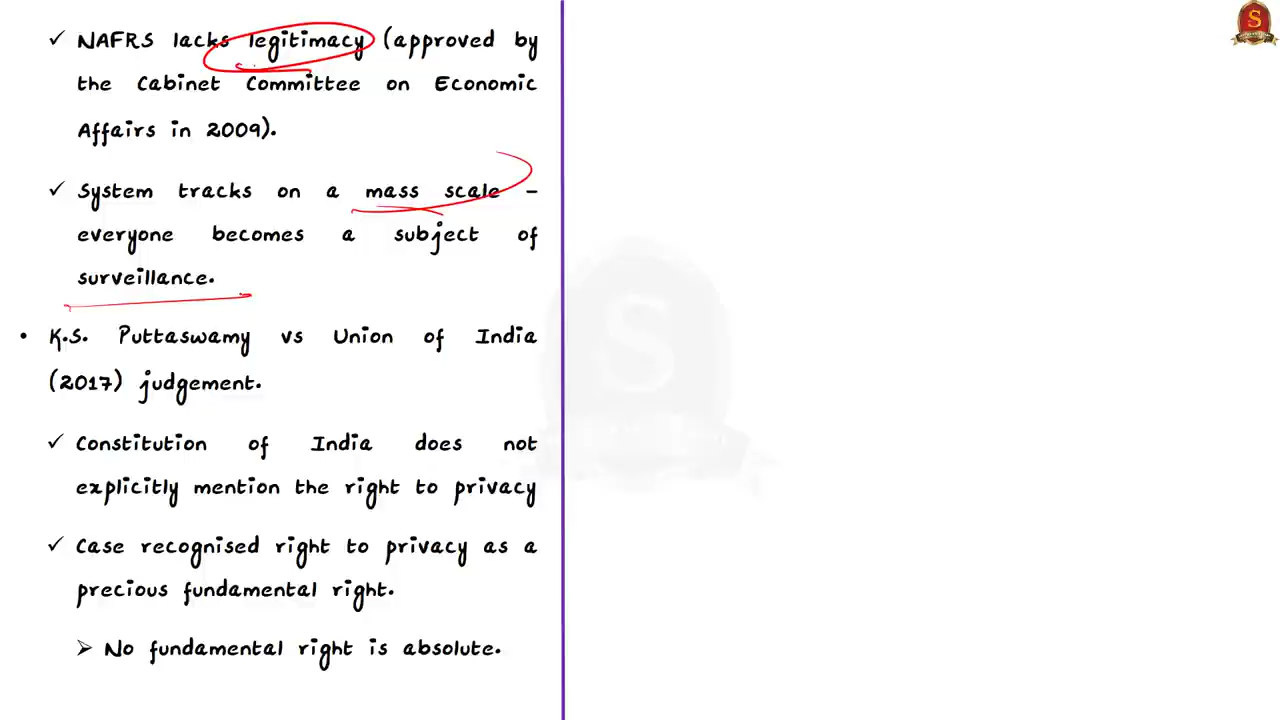 ✓ NAFRS lacks legitimacy (approved by
the Cabinet Committee on Economic
Affairs in 2009).
✓ System tracks on a mass scale –
everyone becomes a subject of
surveillance.
• K.S. Puttaswamy vs Union of India
(2017) judgement.
✓ Constitution of India does not
explicitly mention the right to privacy
✓ Case recognised right to privacy as a
precious fundamental right.
➢ No fundamental right is absolute.
S
S